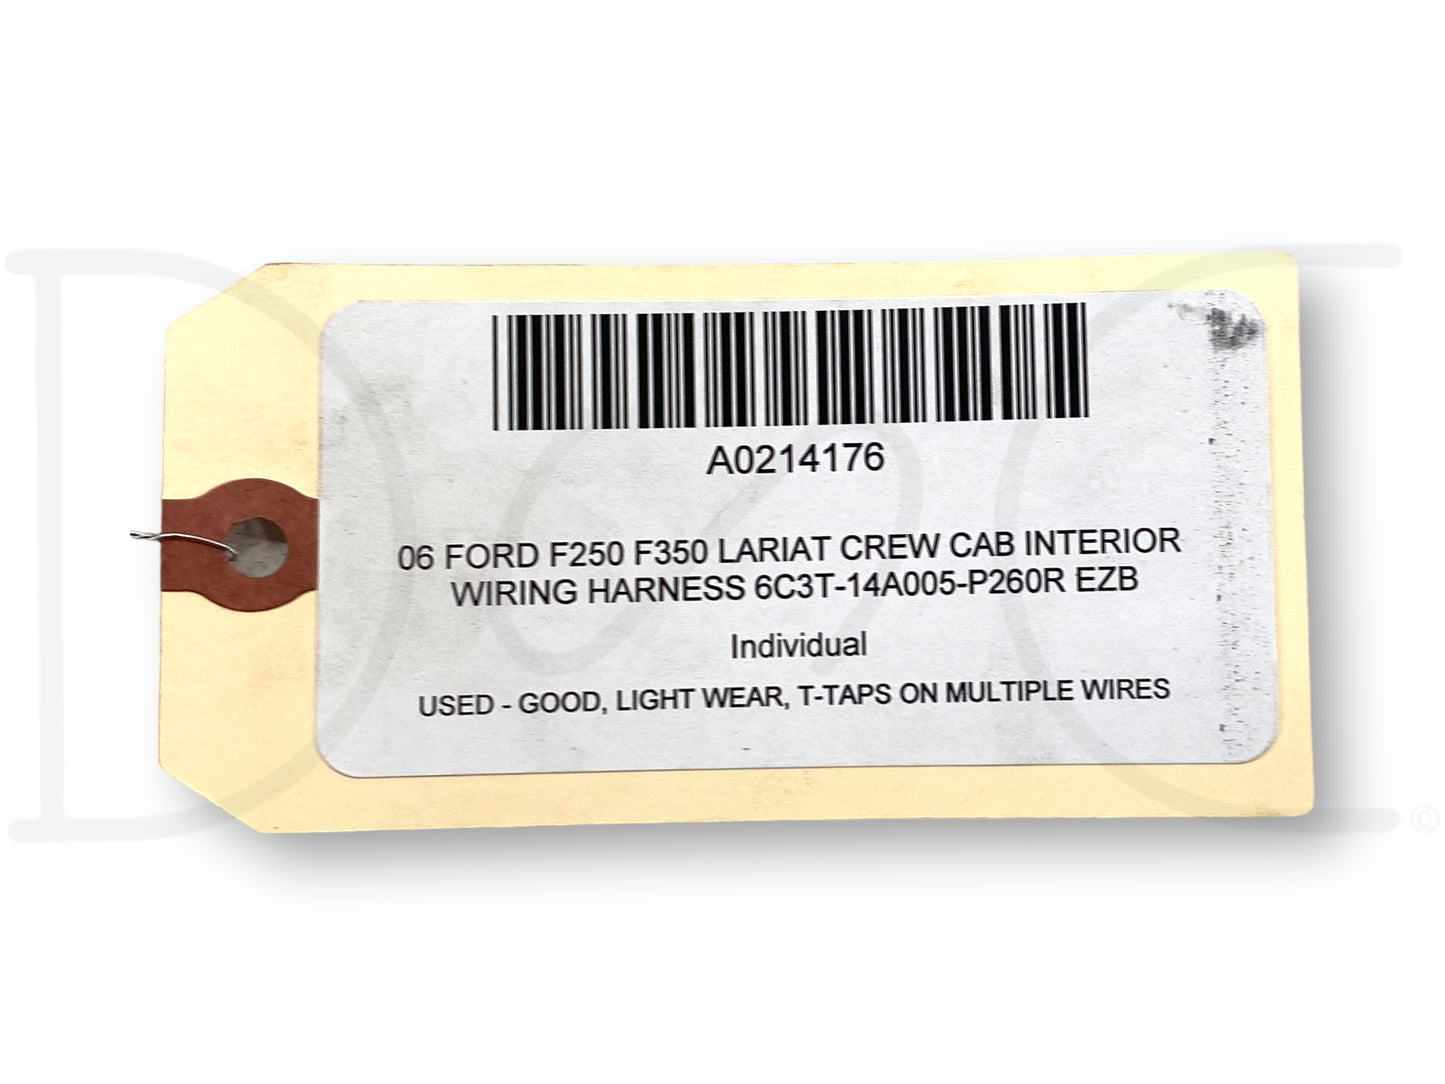 A0214176
06 FORD F250 F350 LARIAT CREW CAB INTERIOR
WIRING HARNESS 6C3T-14A005-P260R EZB
Individual
USED - GOOD, LIGHT WEAR, T-TAPS ON MULTIPLE WIRES
D C ©